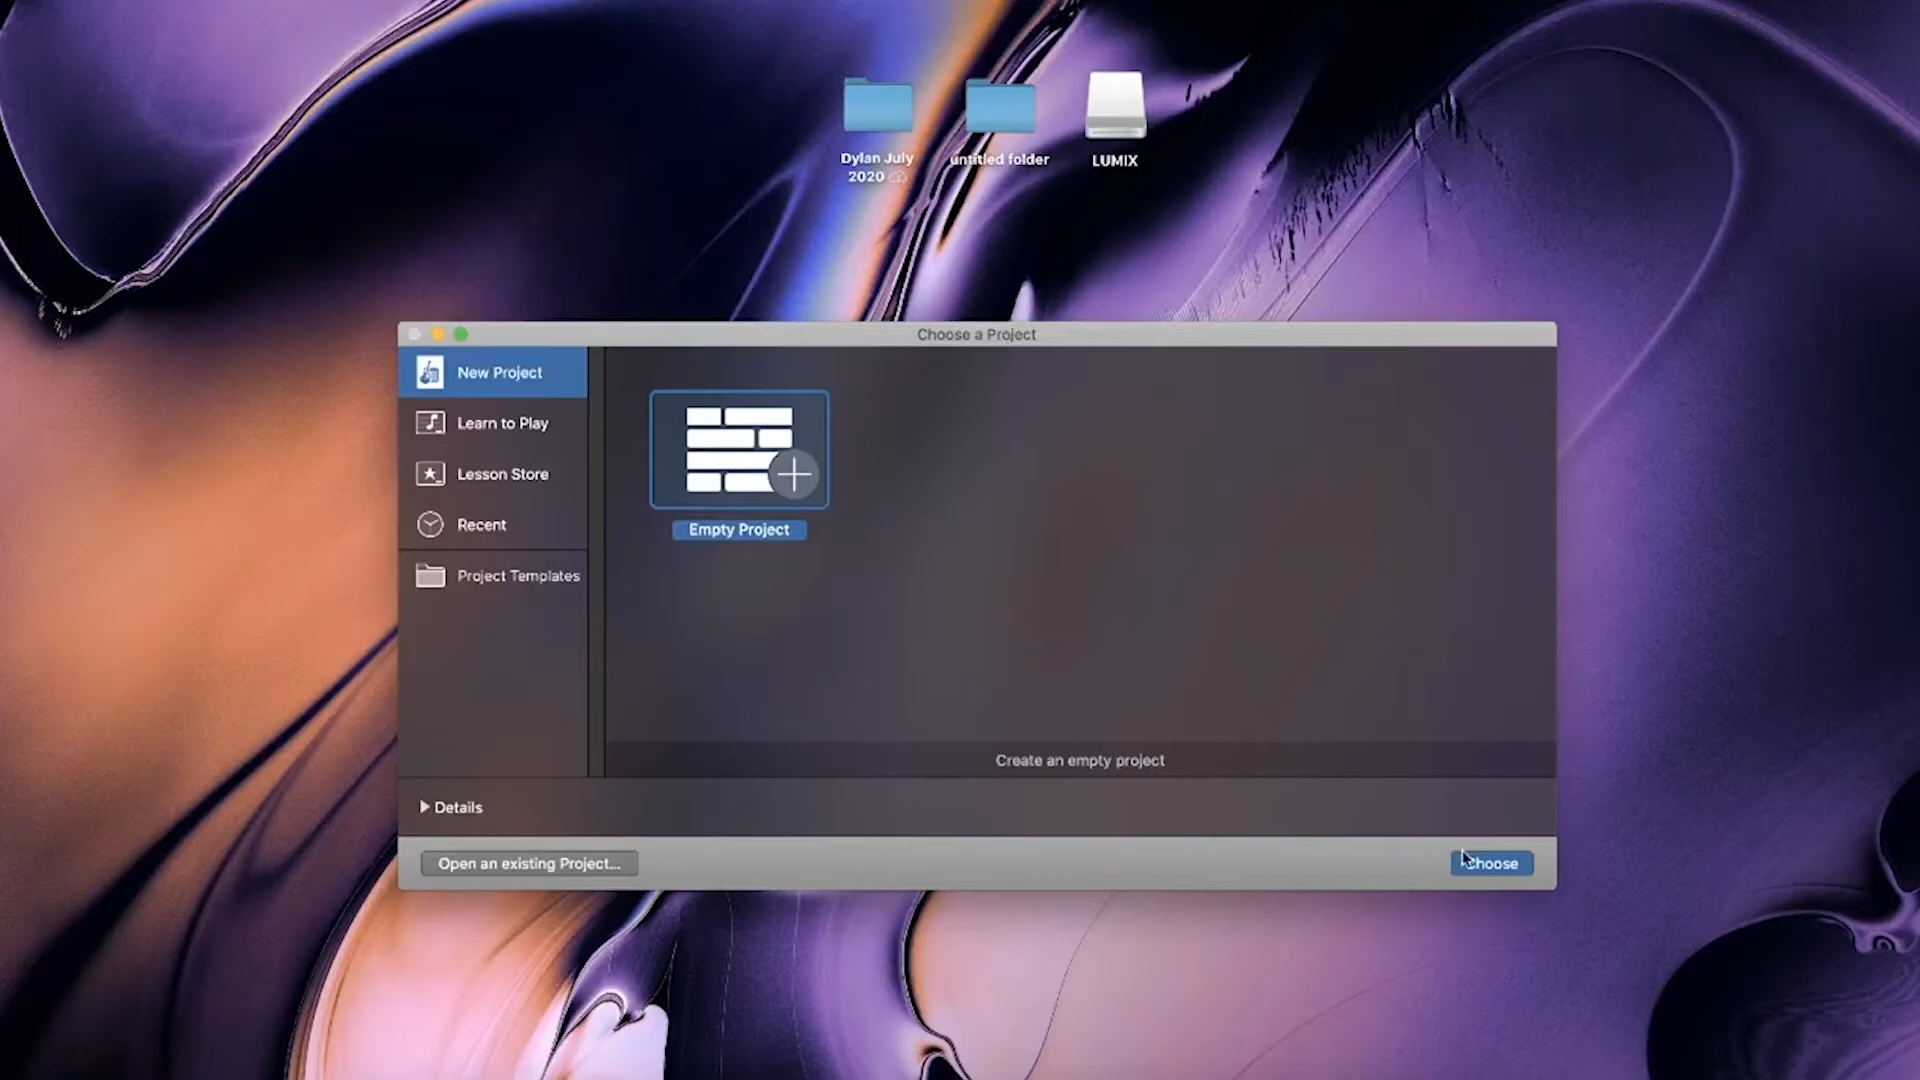 Dylan July
2020
untitled folder
LUMIX
Choose a Project
New Project
Learn to Play
Lesson Store
Recent
Project Templates
Empty Project
Create an empty project
Details
Open an existing Project...
Choose